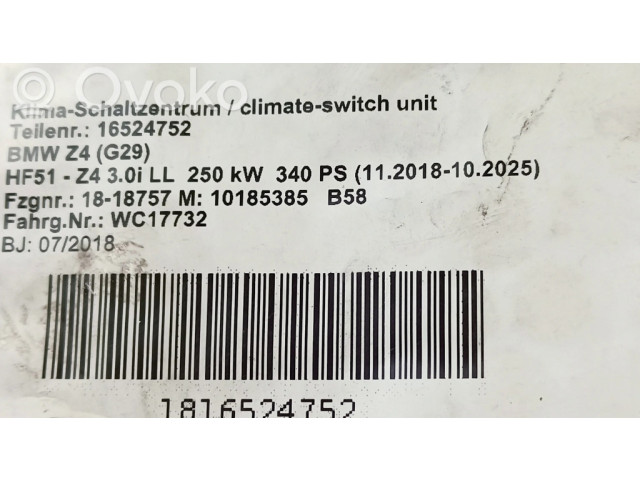 Ovoko
Klima-Schaltzentrum / climate-switch unit
Teilenr.: 16524752
BMW Z4 (G29)
HF51 - Z4 3.0i LL 250 kW 340 PS (11.2018-10.2025)
Fzgnr.: 18-18757 M: 10185385 B58
Fahrg.Nr.: WC17732
BJ: 07/2018
1816524752